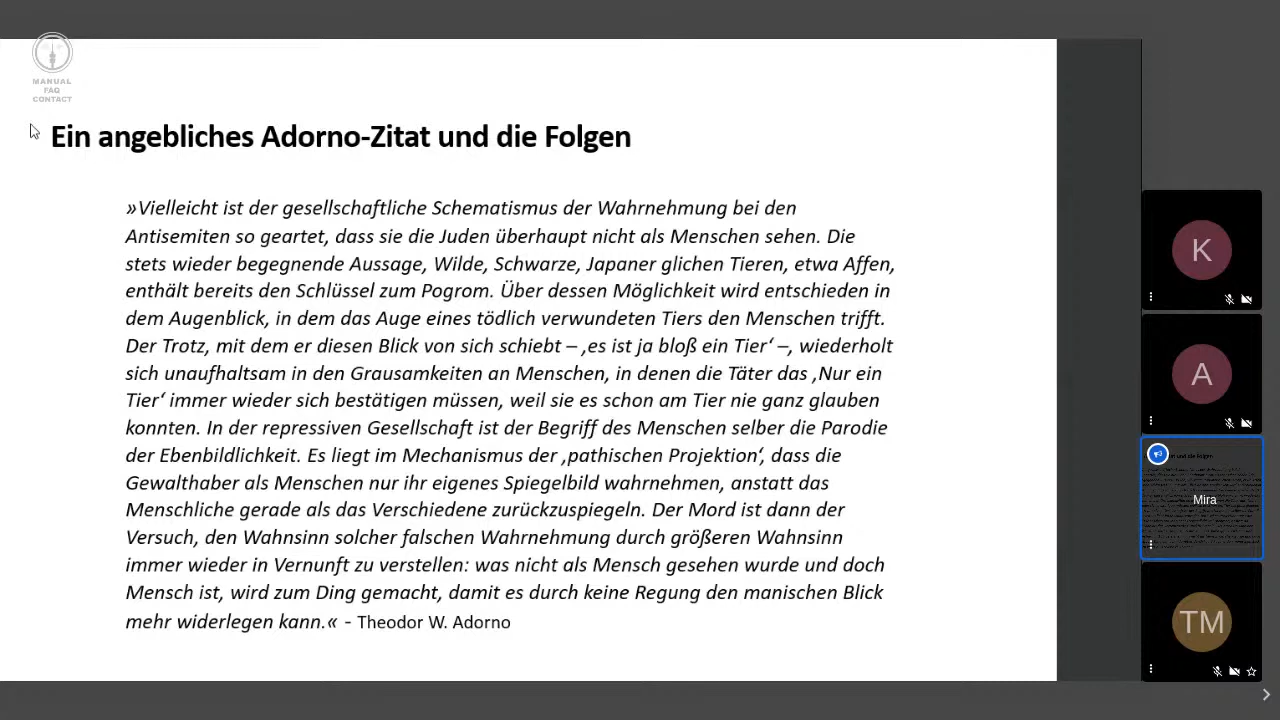 MANUAL
FAQ
CONTACT
Ein angebliches Adorno-Zitat und die Folgen
»Vielleicht ist der gesellschaftliche Schematismus der Wahrnehmung bei den
Antisemiten so geartet, dass sie die Juden überhaupt nicht als Menschen sehen. Die
stets wieder begegnende Aussage, Wilde, Schwarze, Japaner glichen Tieren, etwa Affen,
enthält bereits den Schlüssel zum Pogrom. Über dessen Möglichkeit wird entschieden in
dem Augenblick, in dem das Auge eines tödlich verwundeten Tiers den Menschen trifft.
Der Trotz, mit dem er diesen Blick von sich schiebt – ‚es ist ja bloß ein Tier‘ –, wiederholt
sich unaufhaltsam in den Grausamkeiten an Menschen, in denen die Täter das ‚Nur ein
Tier‘ immer wieder sich bestätigen müssen, weil sie es schon am Tier nie ganz glauben
konnten. In der repressiven Gesellschaft ist der Begriff des Menschen selber die Parodie
der Ebenbildlichkeit. Es liegt im Mechanismus der ‚pathischen Projektion‘, dass die
Gewalthaber als Menschen nur ihr eigenes Spiegelbild wahrnehmen, anstatt das
Menschliche gerade als das Verschiedene zurückzuspiegeln. Der Mord ist dann der
Versuch, den Wahnsinn solcher falschen Wahrnehmung durch größeren Wahnsinn
immer wieder in Vernunft zu verstellen: was nicht als Mensch gesehen wurde und doch
Mensch ist, wird zum Ding gemacht, damit es durch keine Regung den manischen Blick
mehr widerlegen kann.« - Theodor W. Adorno
K
A
Mira
TM